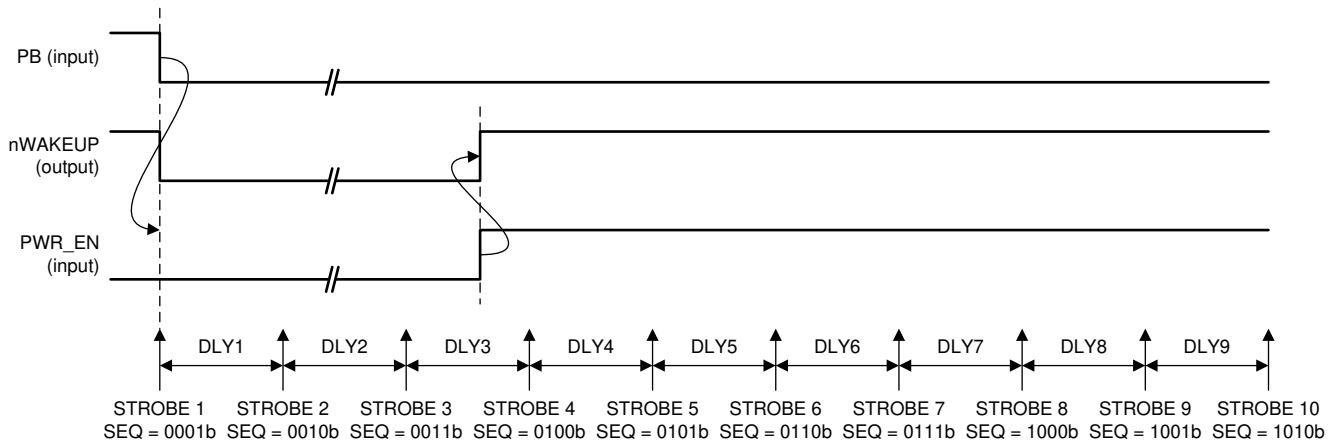 PB (input)
nWAKEUP
(output)
PWR_EN
(input)
DLY1 DLY2 DLY3 DLY4 DLY5 DLY6 DLY7 DLY8 DLY9
STROBE 1 STROBE 2 STROBE 3 STROBE 4 STROBE 5 STROBE 6 STROBE 7 STROBE 8 STROBE 9 STROBE 10
SEQ = 0001b SEQ = 0010b SEQ = 0011b SEQ = 0100b SEQ = 0101b SEQ = 0110b SEQ = 0111b SEQ = 1000b SEQ = 1001b SEQ = 1010b